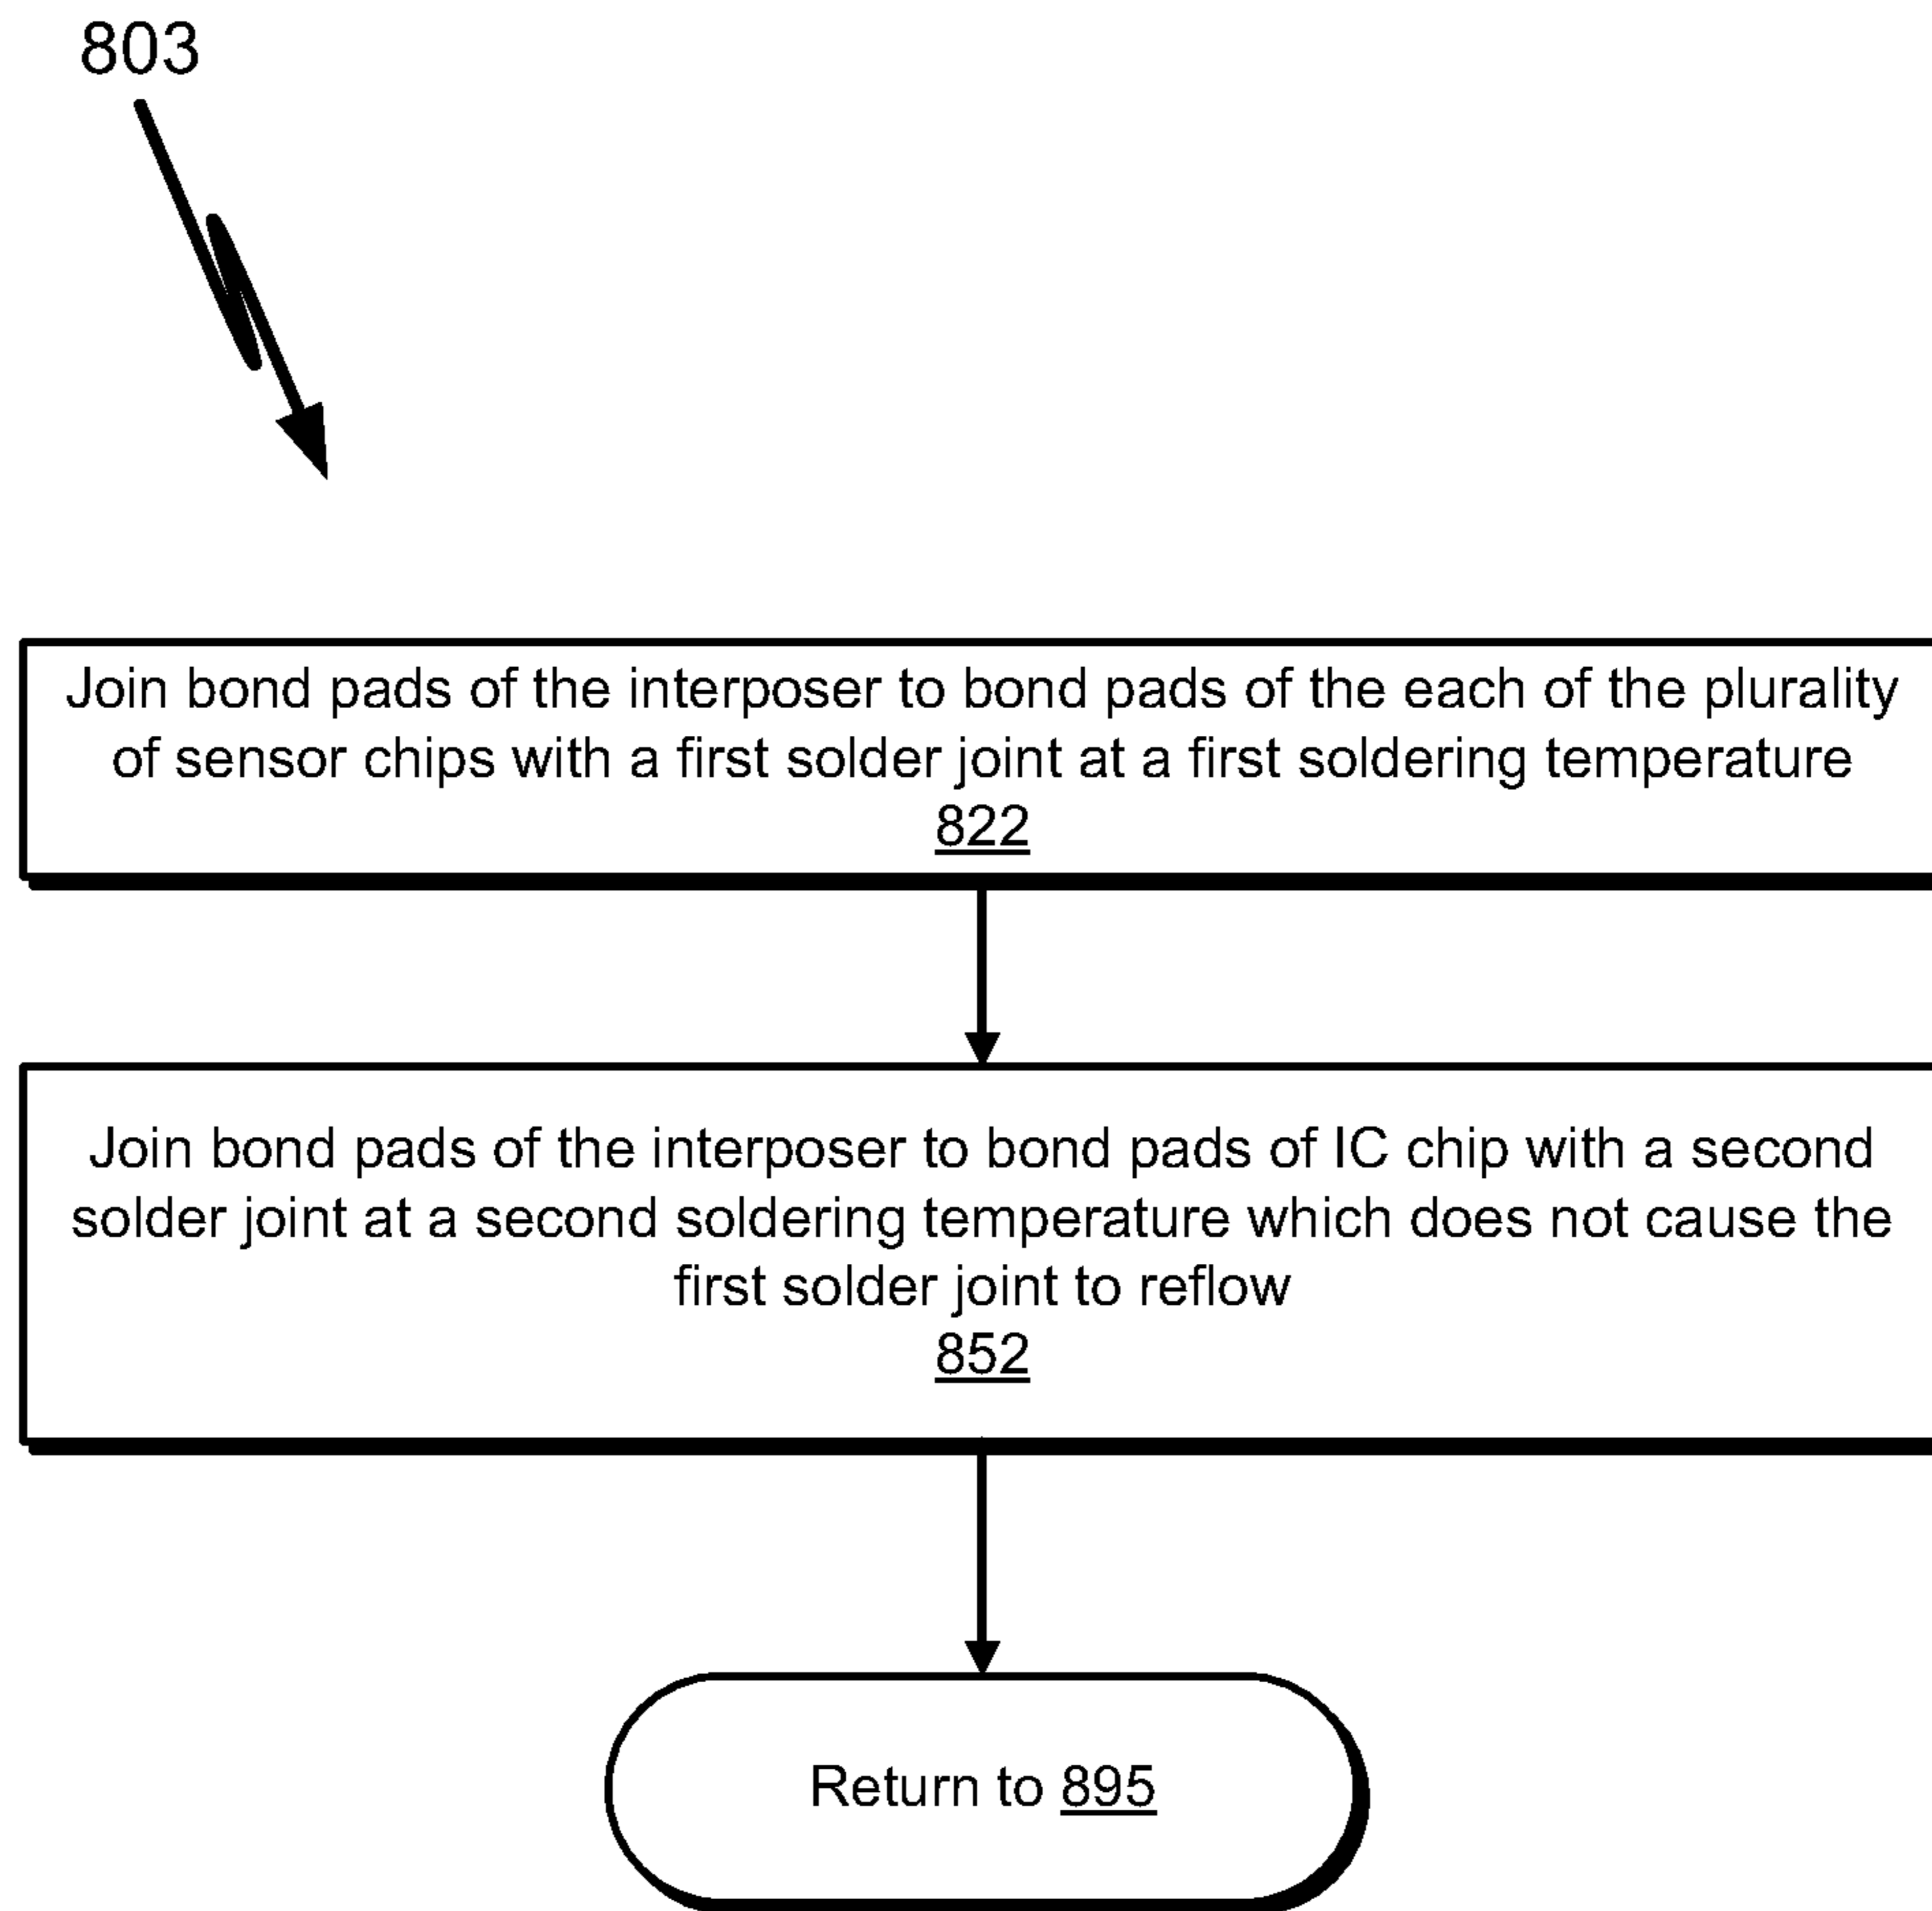 803
Join bond pads of the interposer to bond pads of the each of the plurality
of sensor chips with a first solder joint at a first soldering temperature
822
Join bond pads of the interposer to bond pads of IC chip with a second
solder joint at a second soldering temperature which does not cause the
first solder joint to reflow
852
Return to 895